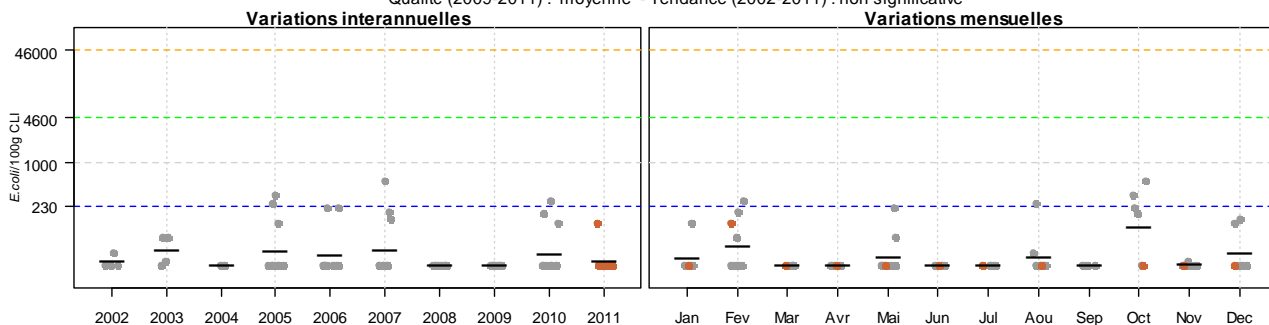 Qualité (2009-2011) : moyenne - Tendance (2002-2011) : non significative
Variations interannuelles
Variations mensuelles
E.coli/100g CLI
46000
4600
1000
230
2002 2003 2004 2005 2006 2007 2008 2009 2010 2011
Jan Fev Mar Avr Mai Jun Jul Aou Sep Oct Nov Dec